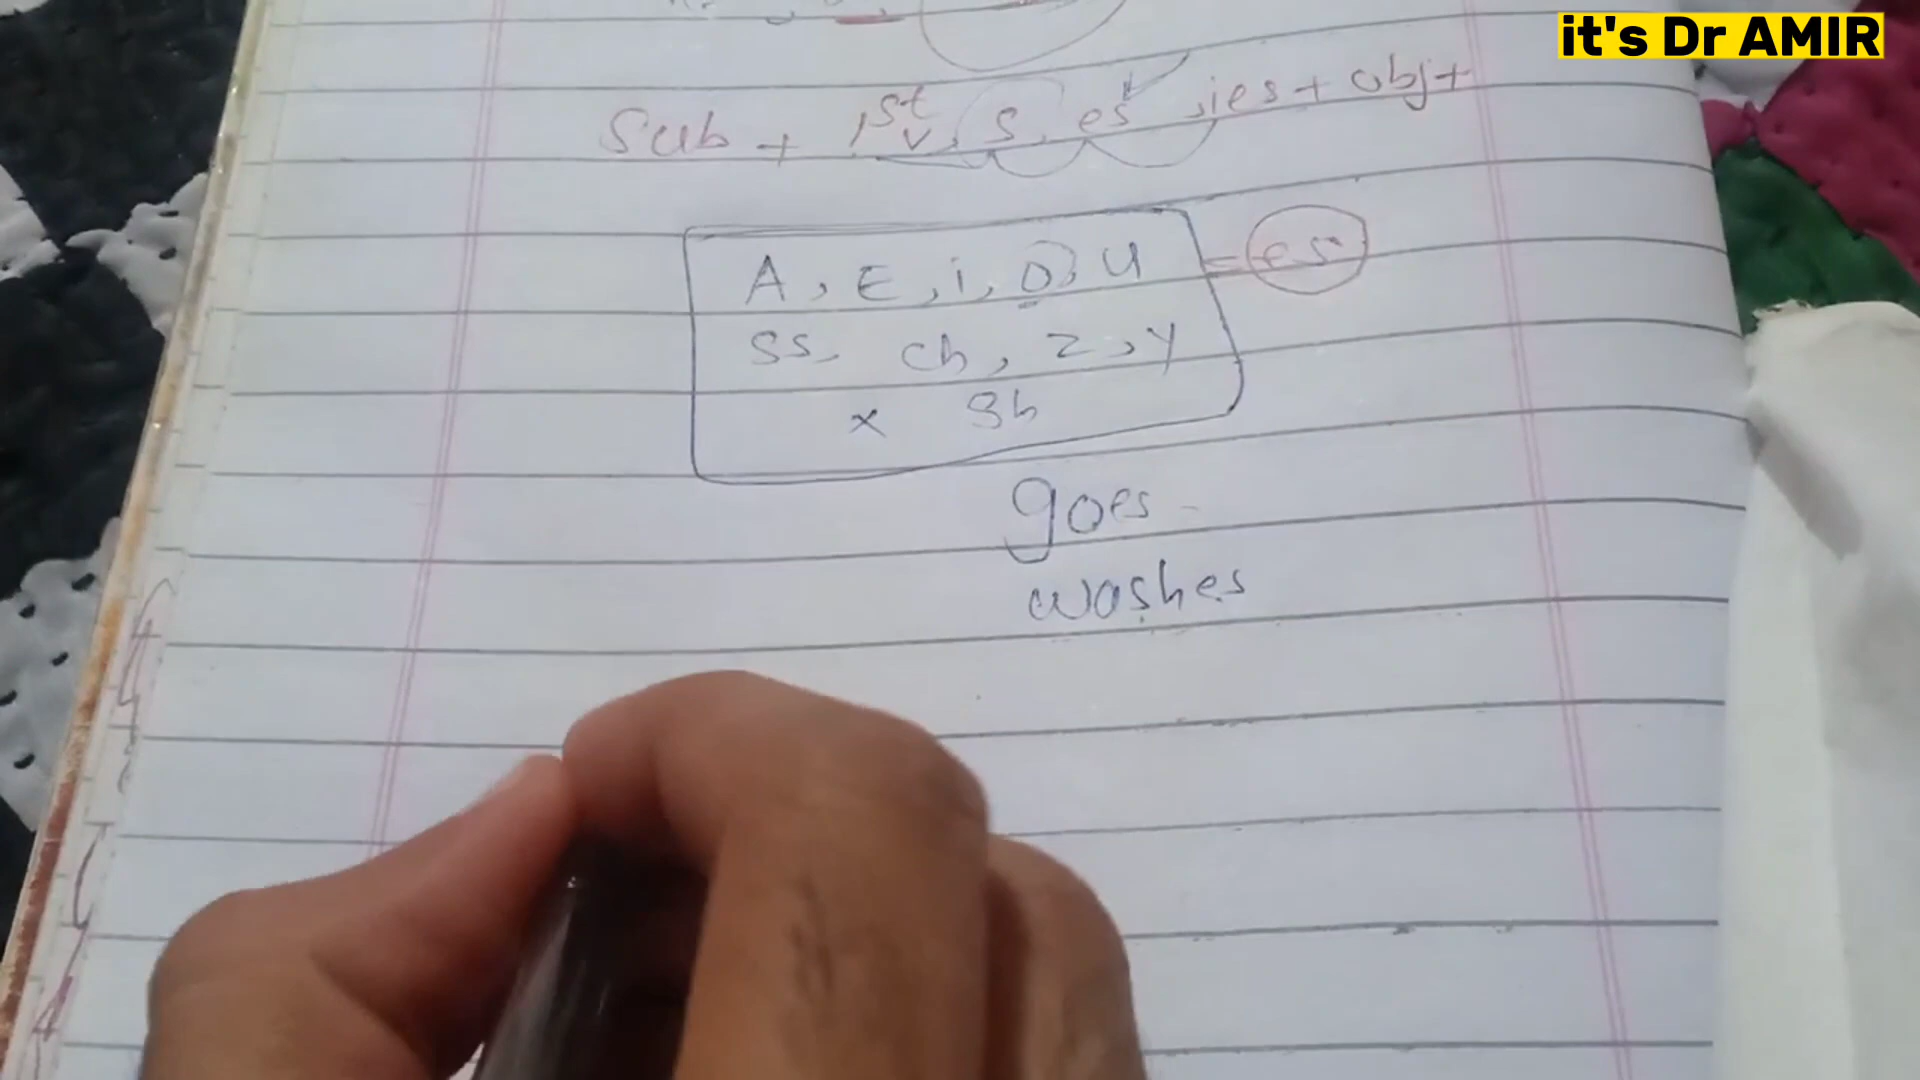 it's Dr AMIR
Sub + 1st v, s, es, ies + obj +
A, E, i, O, U = es
ss, ch, z, y
x sh
goes -
washes